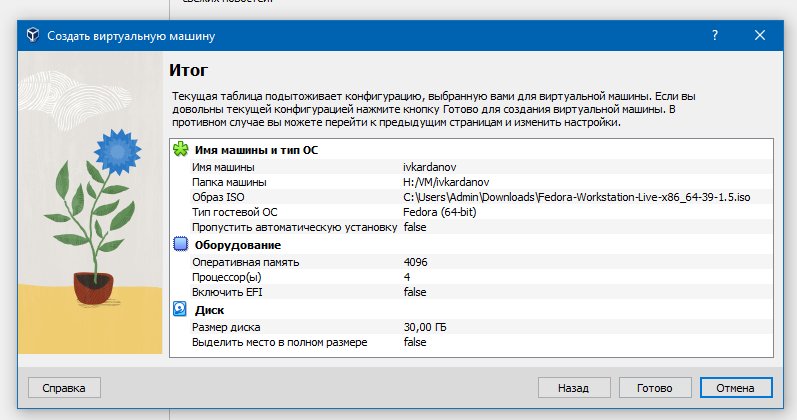 свежих новостей!
Создать виртуальную машину
?
Итог
Текущая таблица подытоживает конфигурацию, выбранную вами для виртуальной машины. Если вы
довольны текущей конфигурацией нажмите кнопку Готово для создания виртуальной машины. В
противном случае вы можете перейти к предыдущим страницам и изменить настройки.
Имя машины и тип ОС
Имя машины ivkardanov
Папка машины H:/VM/ivkardanov
Образ ISO C:\Users\Admin\Downloads\Fedora-Workstation-Live-x86_64-39-1.5.iso
Тип гостевой ОС Fedora (64-bit)
Пропустить автоматическую установку false
Оборудование
Оперативная память 4096
Процессор(ы) 4
Включить EFI false
Диск
Размер диска 30,00 ГБ
Выделить место в полном размере false
Справка Назад Готово Отмена